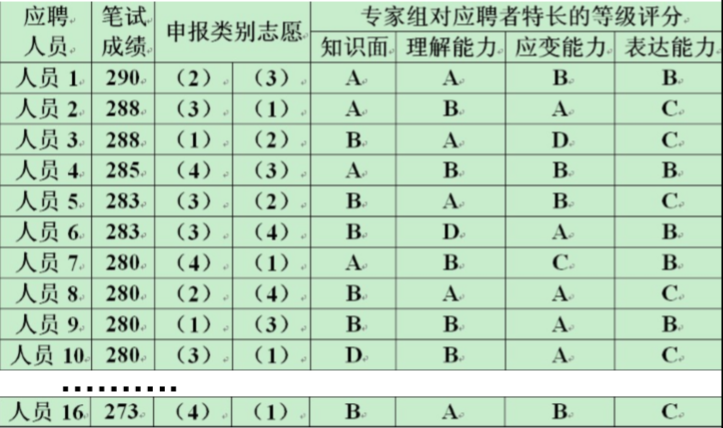 应聘人员 笔试成绩 申报类别志愿 专家组对应聘者特长的等级评分
知识面 理解能力 应变能力 表达能力
人员 1 290 （2） （3） A A B B
人员 2 288 （3） （1） A B A C
人员 3 288 （1） （2） B A D C
人员 4 285 （4） （3） A B B B
人员 5 283 （3） （2） B A B C
人员 6 283 （3） （4） B D A B
人员 7 280 （4） （1） A B C B
人员 8 280 （2） （4） B A A C
人员 9 280 （1） （3） B B A B
人员 10 280 （3） （1） D B A C
..........
人员 16 273 （4） （1） B A B C